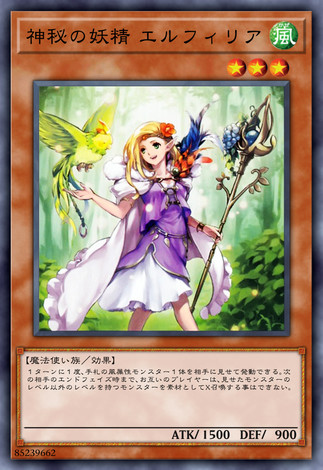 神秘の妖精 エルフィリア
風
【魔法使い族/効果】
1ターンに1度、手札の風属性モンスター1体を相手に見せて発動できる。次
の相手のエンドフェイズ時まで、お互いのプレイヤーは、見せたモンスターの
レベル以外のレベルを持つモンスターを素材としてX召喚する事はできない。
ATK/1500 DEF/ 900
85239662